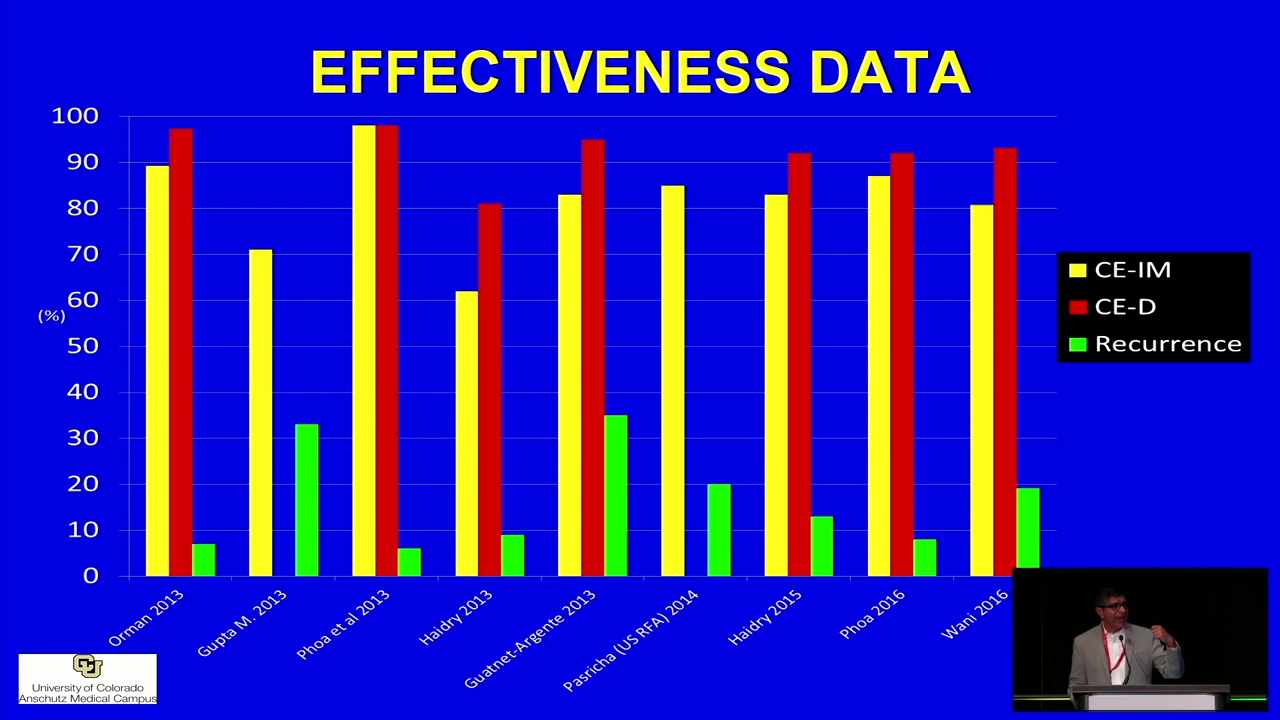 EFFECTIVENESS DATA
100
90
80
70
60
(%)
50
40
30
20
10
0
CE-IM
CE-D
Recurrence
Orman 2013
Gupta M. 2013
Phoa et al 2013
Haidry 2013
Guatnet-Argente 2013
Pasricha (US RFA) 2014
Haidry 2015
Phoa 2016
Wani 2016
CU
University of Colorado
Anschutz Medical Campus